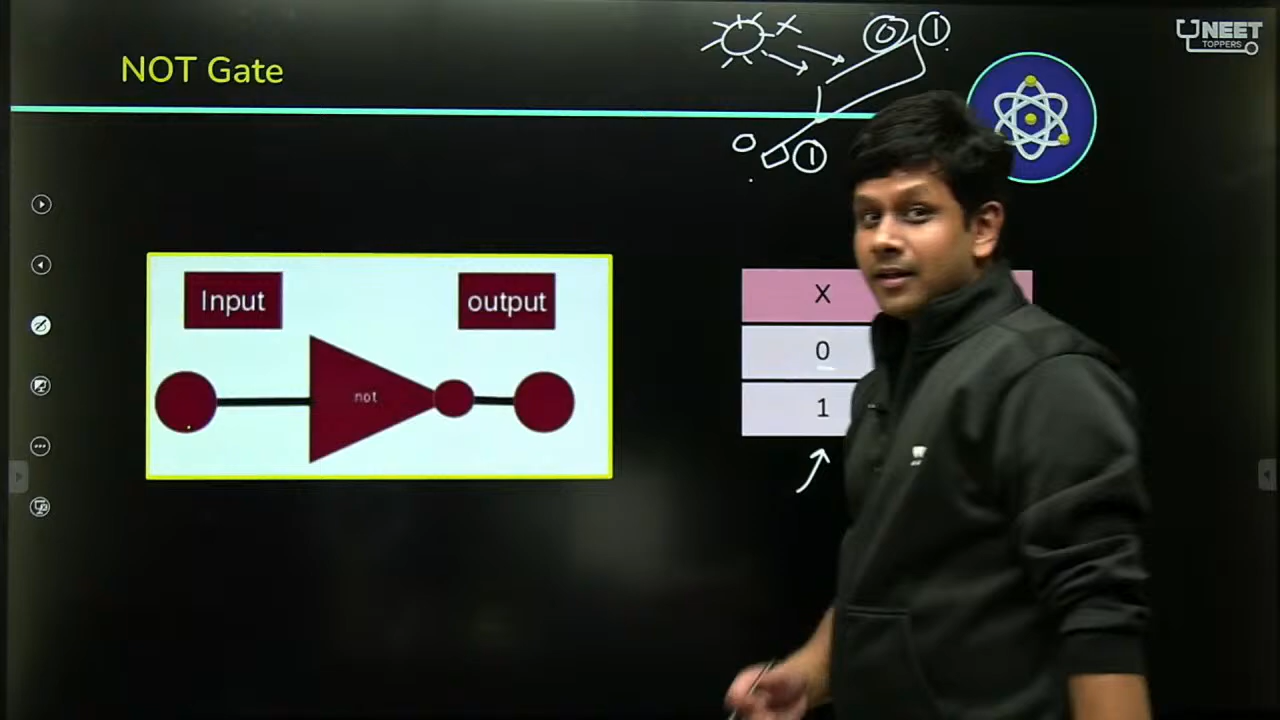 NOT Gate
0 1
NEET
TOPPERS
0 1
Input output
not
X
0
1